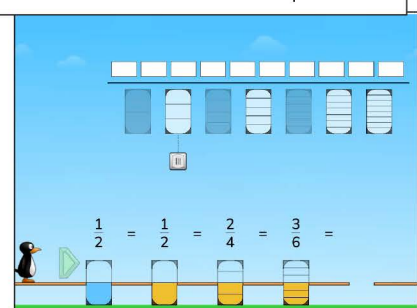 1/2 = 1/2 = 2/4 = 3/6 =